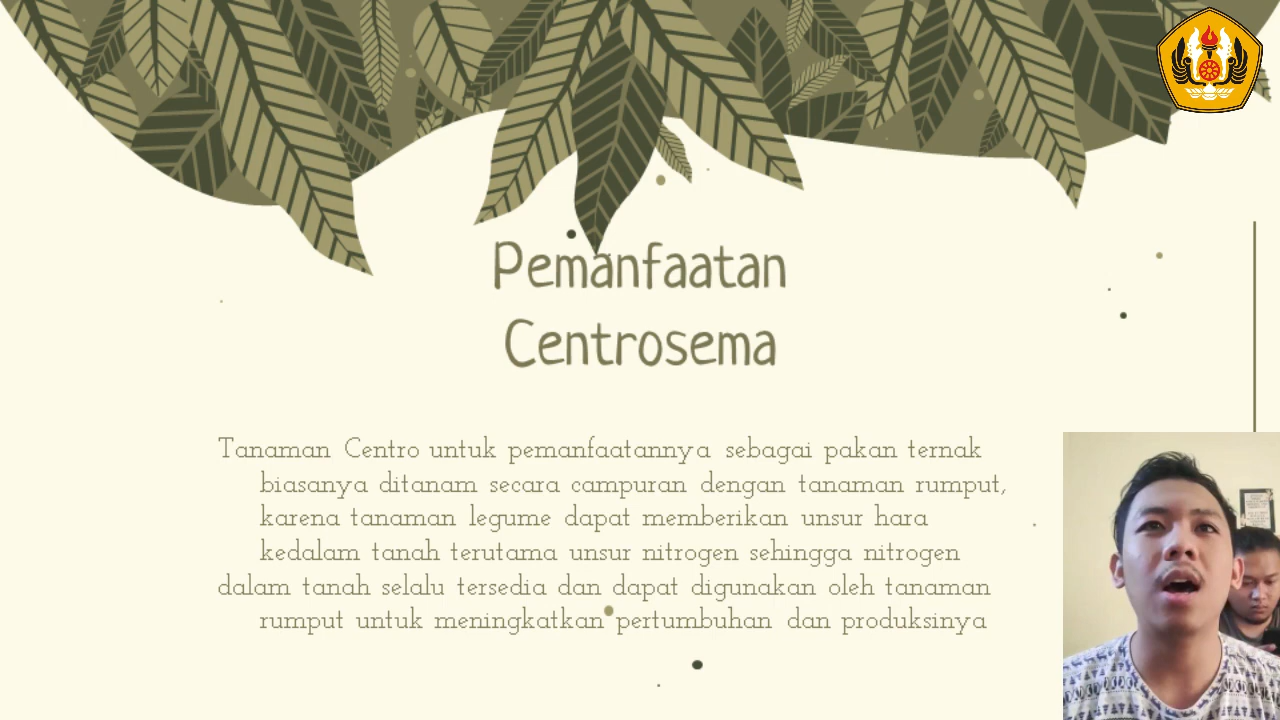 Pemanfaatan
Centrosema
Tanaman Centro untuk pemanfaatannya sebagai pakan ternak
biasanya ditanam secara campuran dengan tanaman rumput,
karena tanaman legume dapat memberikan unsur hara
kedalam tanah terutama unsur nitrogen sehingga nitrogen
dalam tanah selalu tersedia dan dapat digunakan oleh tanaman
rumput untuk meningkatkan pertumbuhan dan produksinya